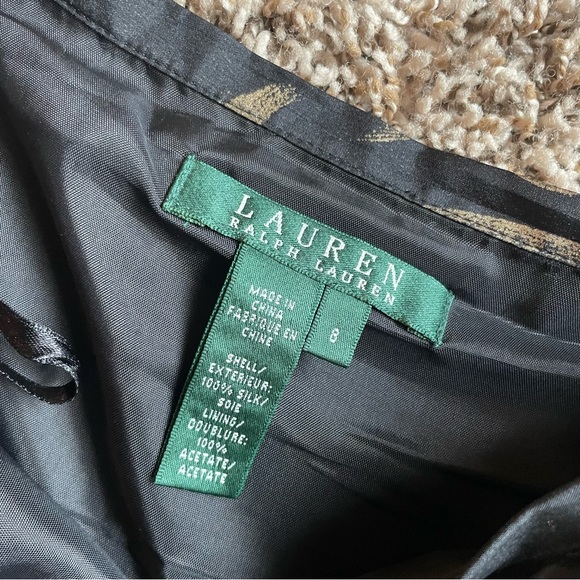 LAUREN
RALPH LAUREN
8
MADE IN
CHINA
FABRIQUE EN
CHINE
SHELL/
EXTERIEUR:
100% SILK/
SOIE
LINING/
DOUBLURE:
100%
ACETATE/
ACETATE